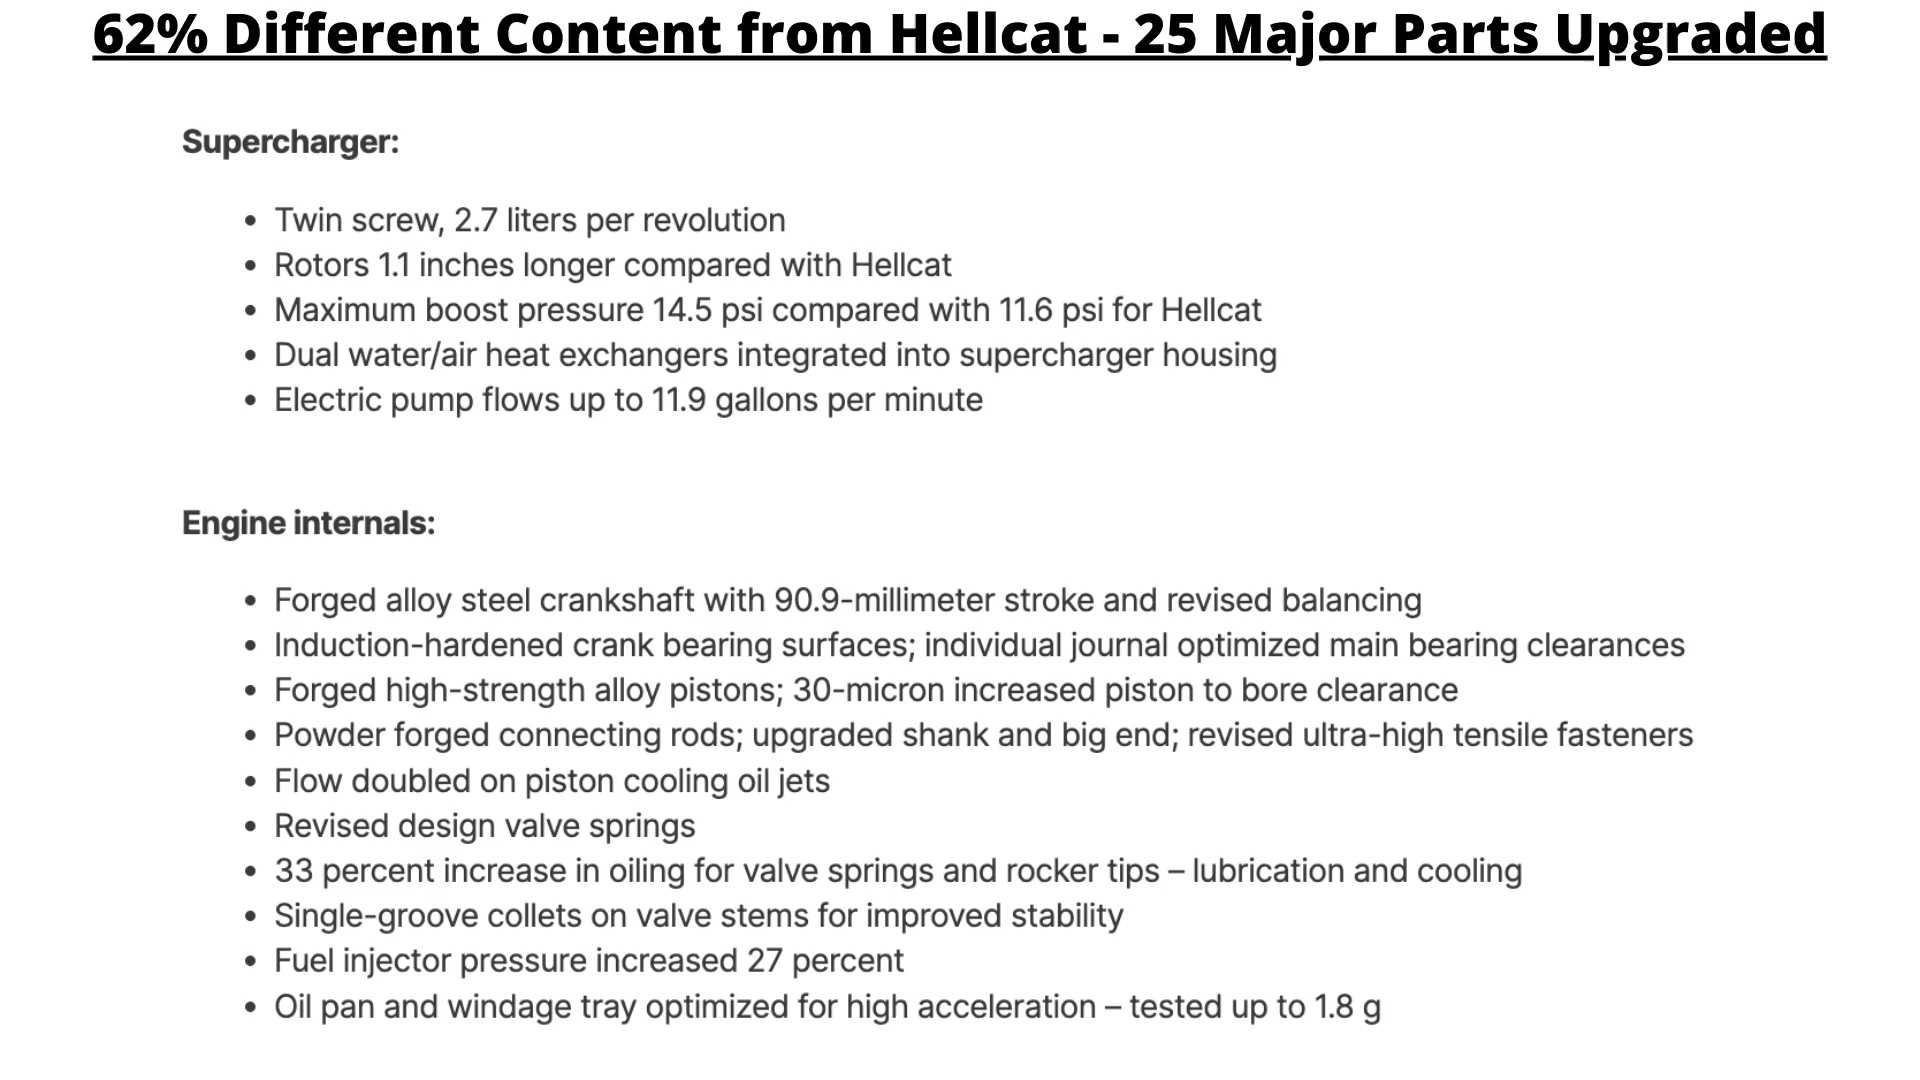 62% Different Content from Hellcat - 25 Major Parts Upgraded
Supercharger:
• Twin screw, 2.7 liters per revolution
• Rotors 1.1 inches longer compared with Hellcat
• Maximum boost pressure 14.5 psi compared with 11.6 psi for Hellcat
• Dual water/air heat exchangers integrated into supercharger housing
• Electric pump flows up to 11.9 gallons per minute
Engine internals:
• Forged alloy steel crankshaft with 90.9-millimeter stroke and revised balancing
• Induction-hardened crank bearing surfaces; individual journal optimized main bearing clearances
• Forged high-strength alloy pistons; 30-micron increased piston to bore clearance
• Powder forged connecting rods; upgraded shank and big end; revised ultra-high tensile fasteners
• Flow doubled on piston cooling oil jets
• Revised design valve springs
• 33 percent increase in oiling for valve springs and rocker tips – lubrication and cooling
• Single-groove collets on valve stems for improved stability
• Fuel injector pressure increased 27 percent
• Oil pan and windage tray optimized for high acceleration – tested up to 1.8 g